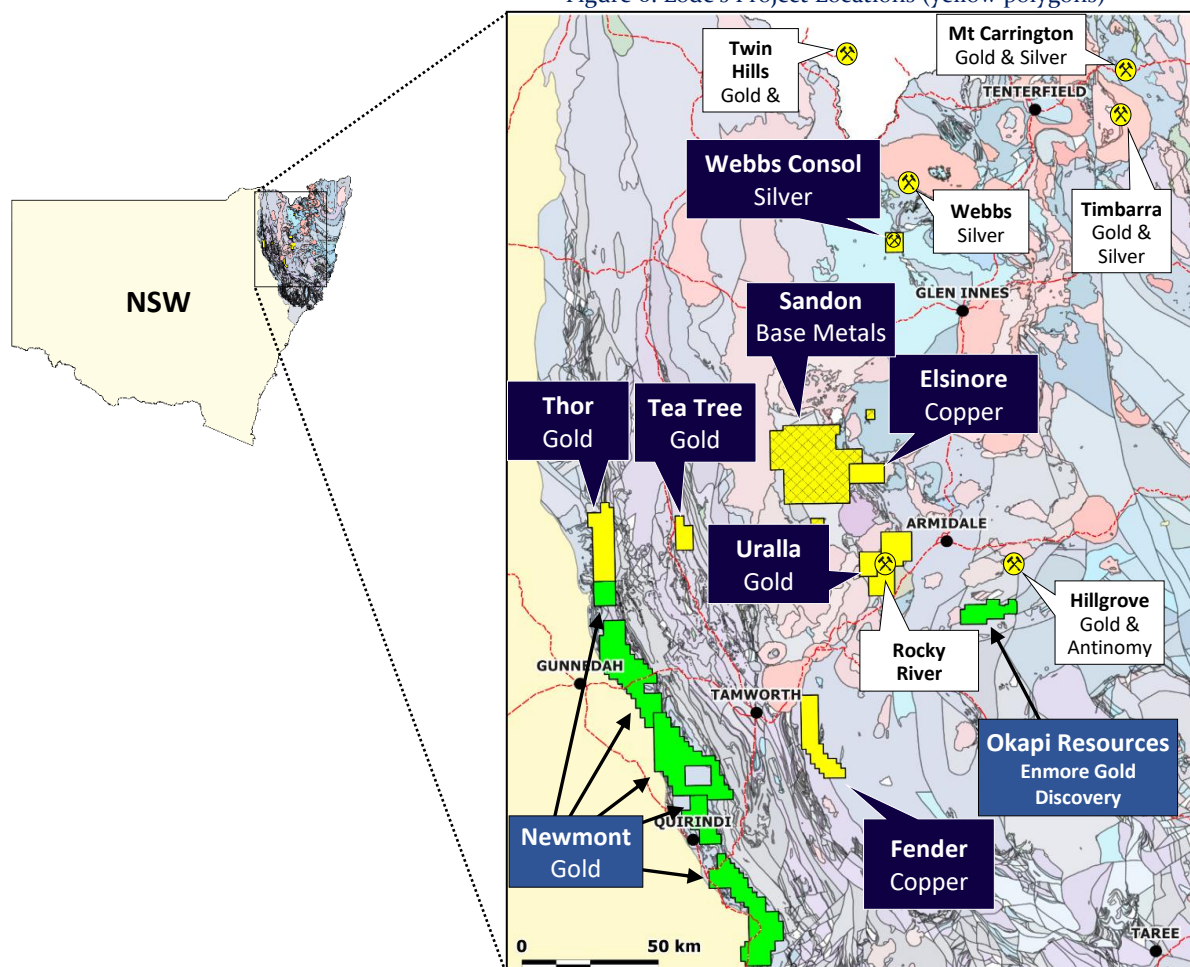 Figure 6. Lode's Project Locations (yellow polygons)
Twin
Hills
Gold &
Mt Carrington
Gold & Silver
TENTERFIELD
Webbs Consol
Silver
Webbs
Silver
Timbarra
Gold &
Silver
GLEN INNES
NSW
Sandon
Base Metals
Elsinore
Copper
Thor
Gold
Tea Tree
Gold
ARMIDALE
Uralla
Gold
Hillgrove
Gold &
Antinomy
Rocky
River
GUNNEDAH
TAMWORTH
Okapi Resources
Enmore Gold
Discovery
QUIRINDI
Newmont
Gold
Fender
Copper
TAREE
0 50 km